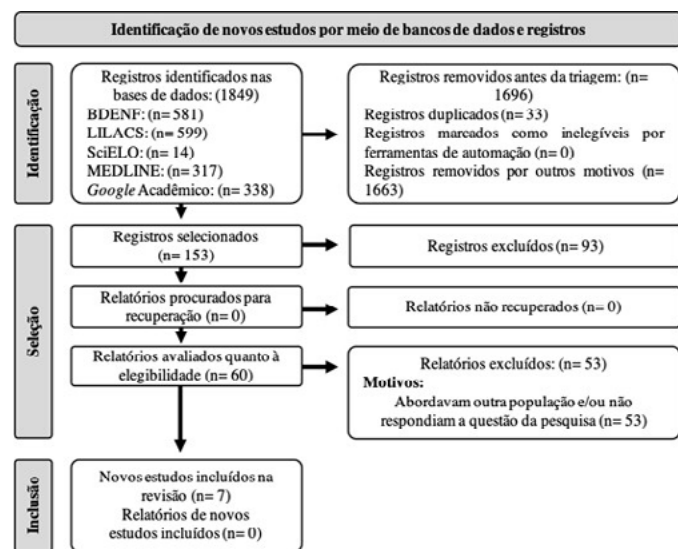 Identificação de novos estudos por meio de bancos de dados e registros
Identificação
Registros identificados nas
bases de dados: (1849)
BDENF: (n= 581)
LILACS: (n= 599)
SciELO: (n= 14)
MEDLINE: (n= 317)
Google Acadêmico: (n= 338)
Registros removidos antes da triagem: (n=
1696)
Registros duplicados (n= 33)
Registros marcados como inelegíveis por
ferramentas de automação (n= 0)
Registros removidos por outros motivos (n=
1663)
Seleção
Registros selecionados
(n= 153)
Registros excluídos (n= 93)
Relatórios procurados para
recuperação (n= 0)
Relatórios não recuperados (n= 0)
Relatórios avaliados quanto à
elegibilidade (n= 60)
Relatórios excluídos: (n= 53)
Motivos:
Abordavam outra população e/ou não
respondiam a questão da pesquisa (n= 53)
Inclusão
Novos estudos incluídos na
revisão (n= 7)
Relatórios de novos
estudos incluídos (n= 0)